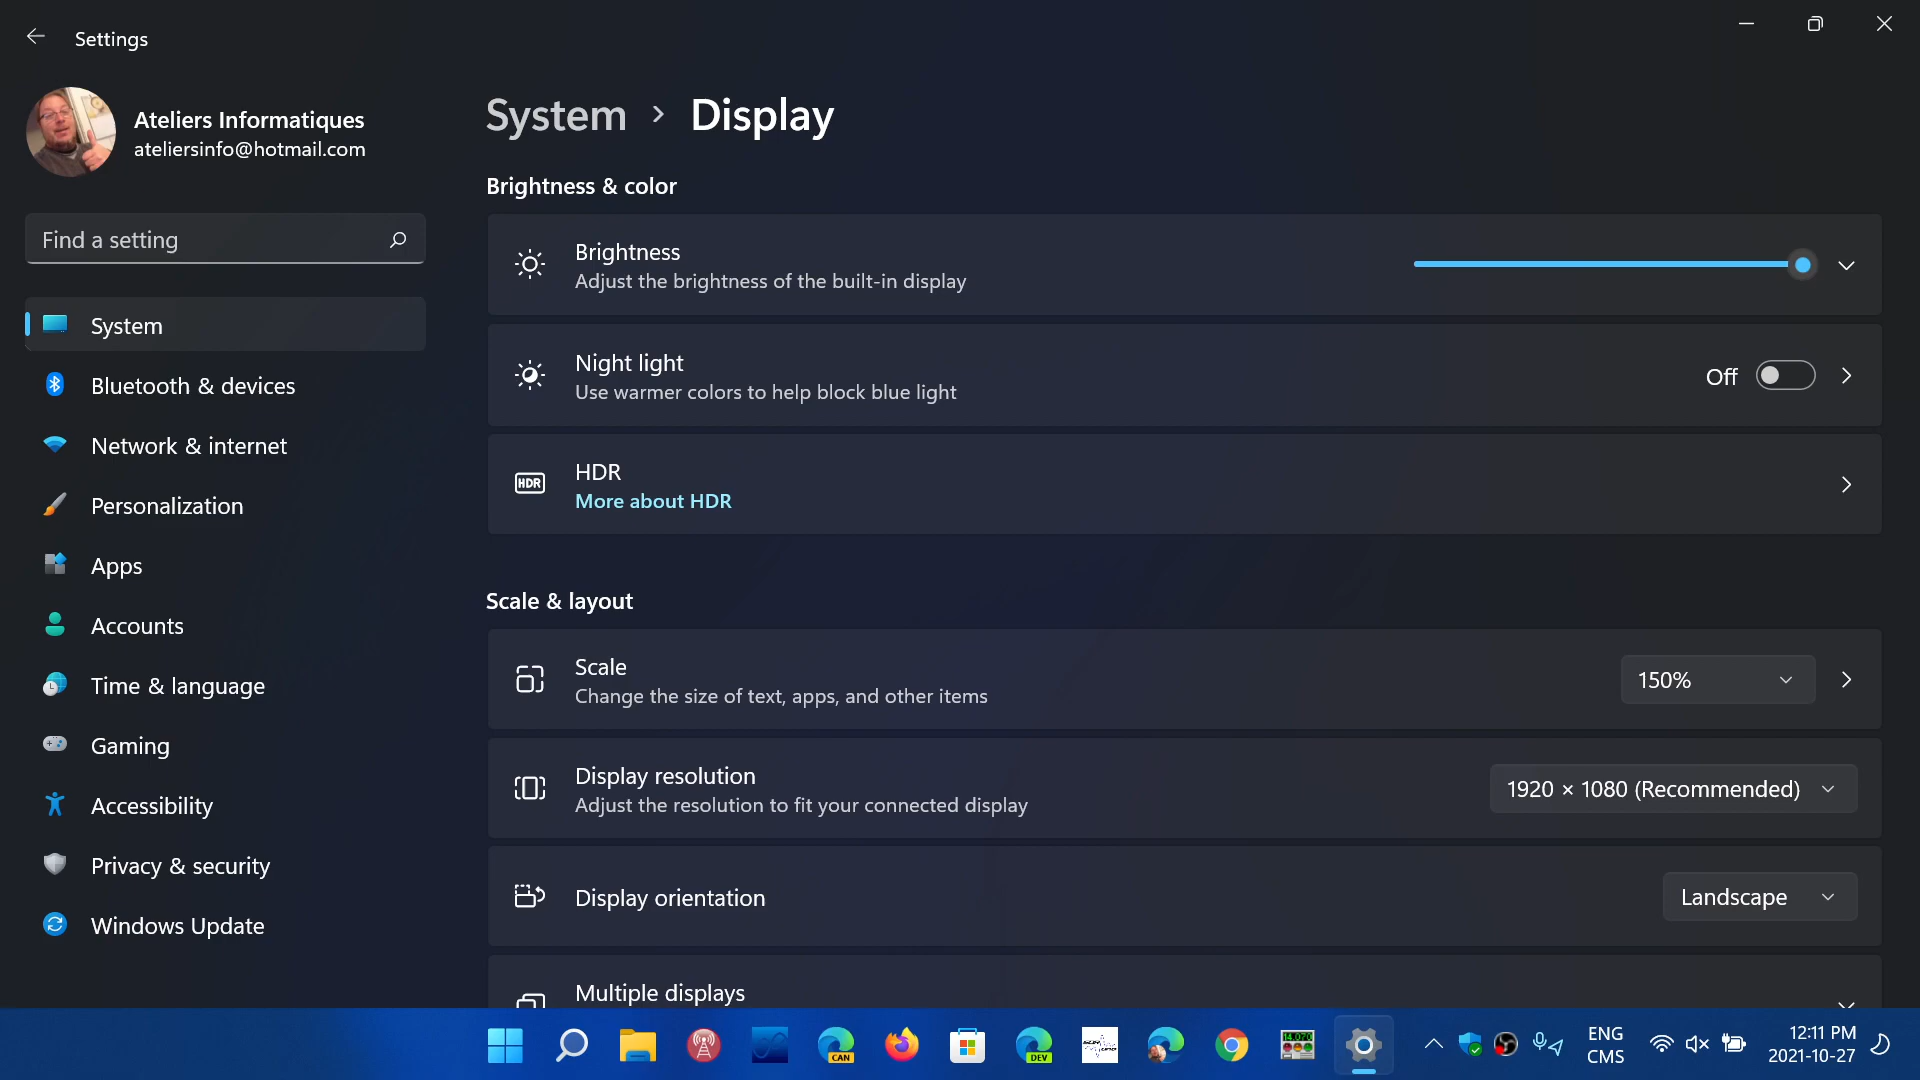 Settings
Ateliers Informatiques
ateliersinfo@hotmail.com
Find a setting
System
Bluetooth & devices
Network & internet
Personalization
Apps
Accounts
Time & language
Gaming
Accessibility
Privacy & security
Windows Update
System > Display
Brightness & color
Brightness
Adjust the brightness of the built-in display
Night light
Use warmer colors to help block blue light
Off
HDR
HDR
More about HDR
Scale & layout
Scale
Change the size of text, apps, and other items
150%
Display resolution
Adjust the resolution to fit your connected display
1920 × 1080 (Recommended)
Display orientation
Landscape
Multiple displays
CAN
DEV
ENG
CMS
12:11 PM
2021-10-27